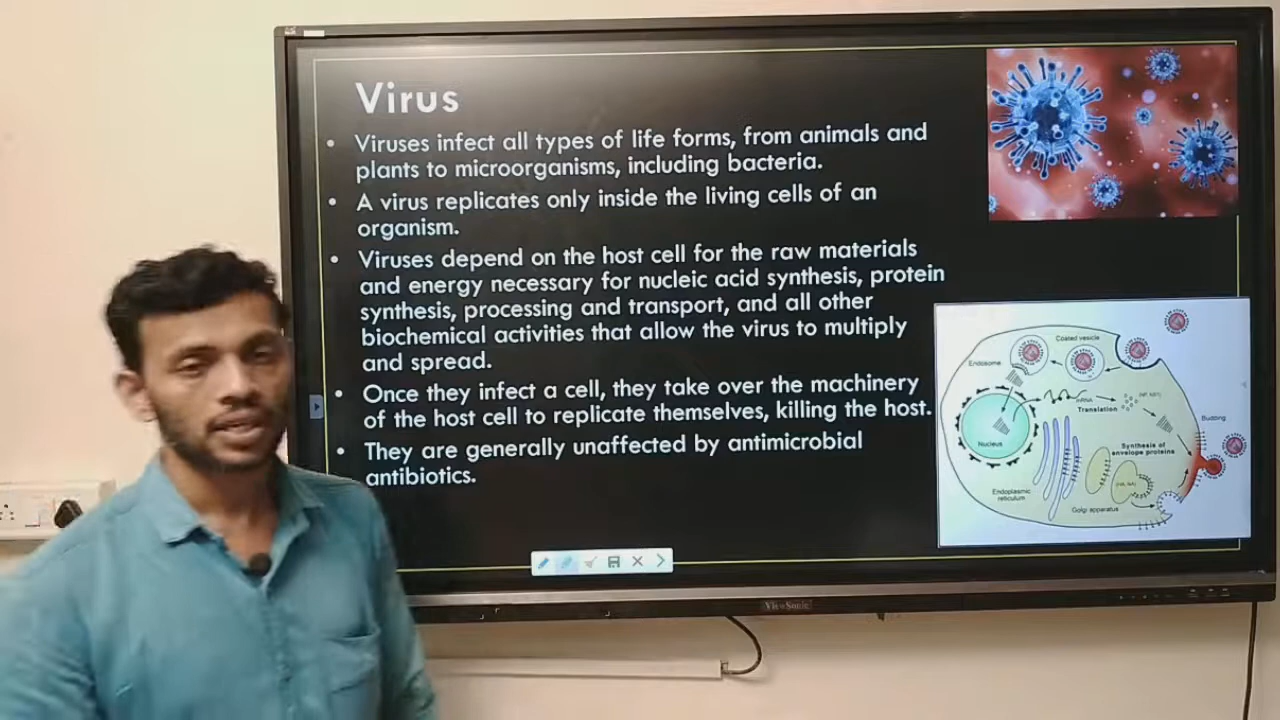 Virus
• Viruses infect all types of life forms, from animals and
plants to microorganisms, including bacteria.
• A virus replicates only inside the living cells of an
organism.
• Viruses depend on the host cell for the raw materials
and energy necessary for nucleic acid synthesis, protein
synthesis, processing and transport, and all other
biochemical activities that allow the virus to multiply
and spread.
• Once they infect a cell, they take over the machinery
of the host cell to replicate themselves, killing the host.
• They are generally unaffected by antimicrobial
antibiotics.
Coated vesicle
Endosome
mRNA
Translation
Budding
Nucleus
Synthesis of
envelope proteins
Endoplasmic
reticulum
Golgi apparatus
ViewSonic